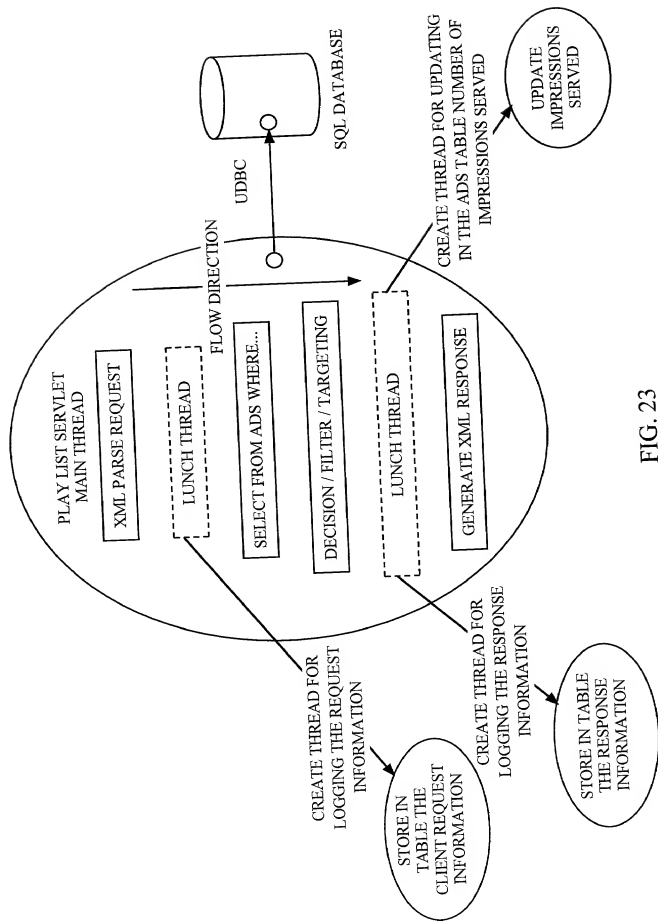 PLAY LIST SERVLET
MAIN THREAD
XML PARSE REQUEST
LUNCH THREAD
SELECT FROM ADS WHERE...
DECISION / FILTER / TARGETING
LUNCH THREAD
GENERATE XML RESPONSE
FLOW DIRECTION
UDBC
SQL DATABASE
CREATE THREAD FOR
LOGGING THE REQUEST
INFORMATION
STORE IN
TABLE THE
CLIENT REQUEST
INFORMATION
CREATE THREAD FOR
LOGGING THE RESPONSE
INFORMATION
STORE IN TABLE
THE RESPONSE
INFORMATION
CREATE THREAD FOR UPDATING
IN THE ADS TABLE NUMBER OF
IMPRESSIONS SERVED
UPDATE
IMPRESSIONS
SERVED
FIG. 23